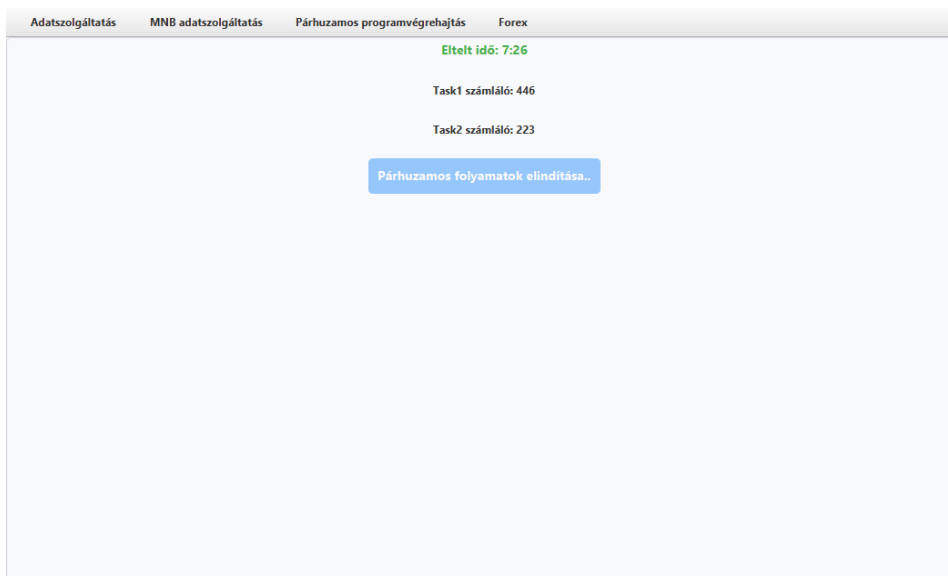 Adatszolgáltatás MNB adatszolgáltatás Párhuzamos programvégrehajtás Forex
Eltelt idő: 7:26
Task1 számláló: 446
Task2 számláló: 223
Párhuzamos folyamatok elindítása..